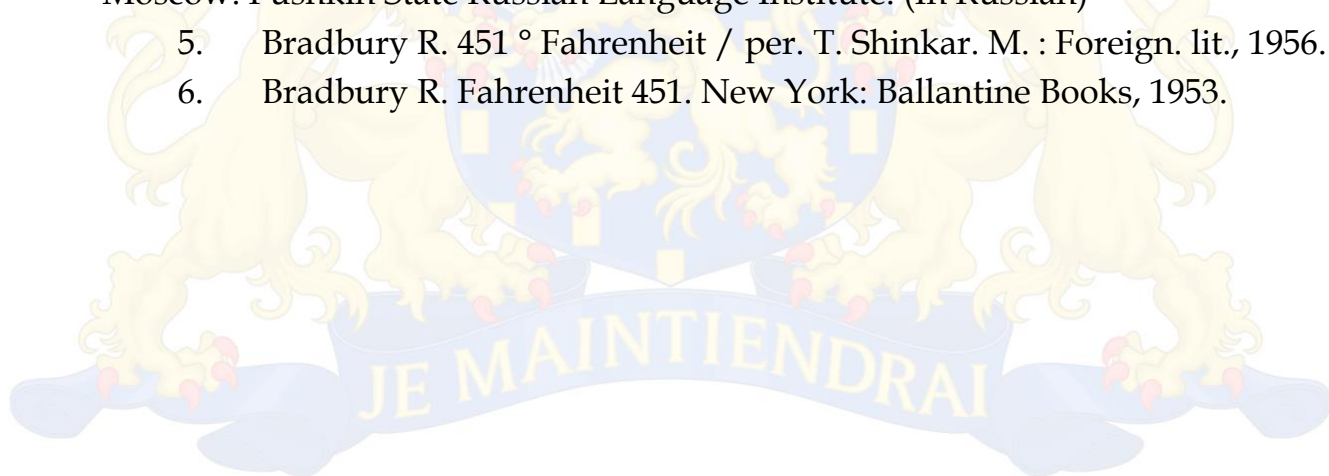 Moscow: Pushkin State Russian Language Institute. (In Russian)
5. Bradbury R. 451 ° Fahrenheit / per. T. Shinkar. M. : Foreign. lit., 1956.
6. Bradbury R. Fahrenheit 451. New York: Ballantine Books, 1953.
JE MAINTIENDRAI